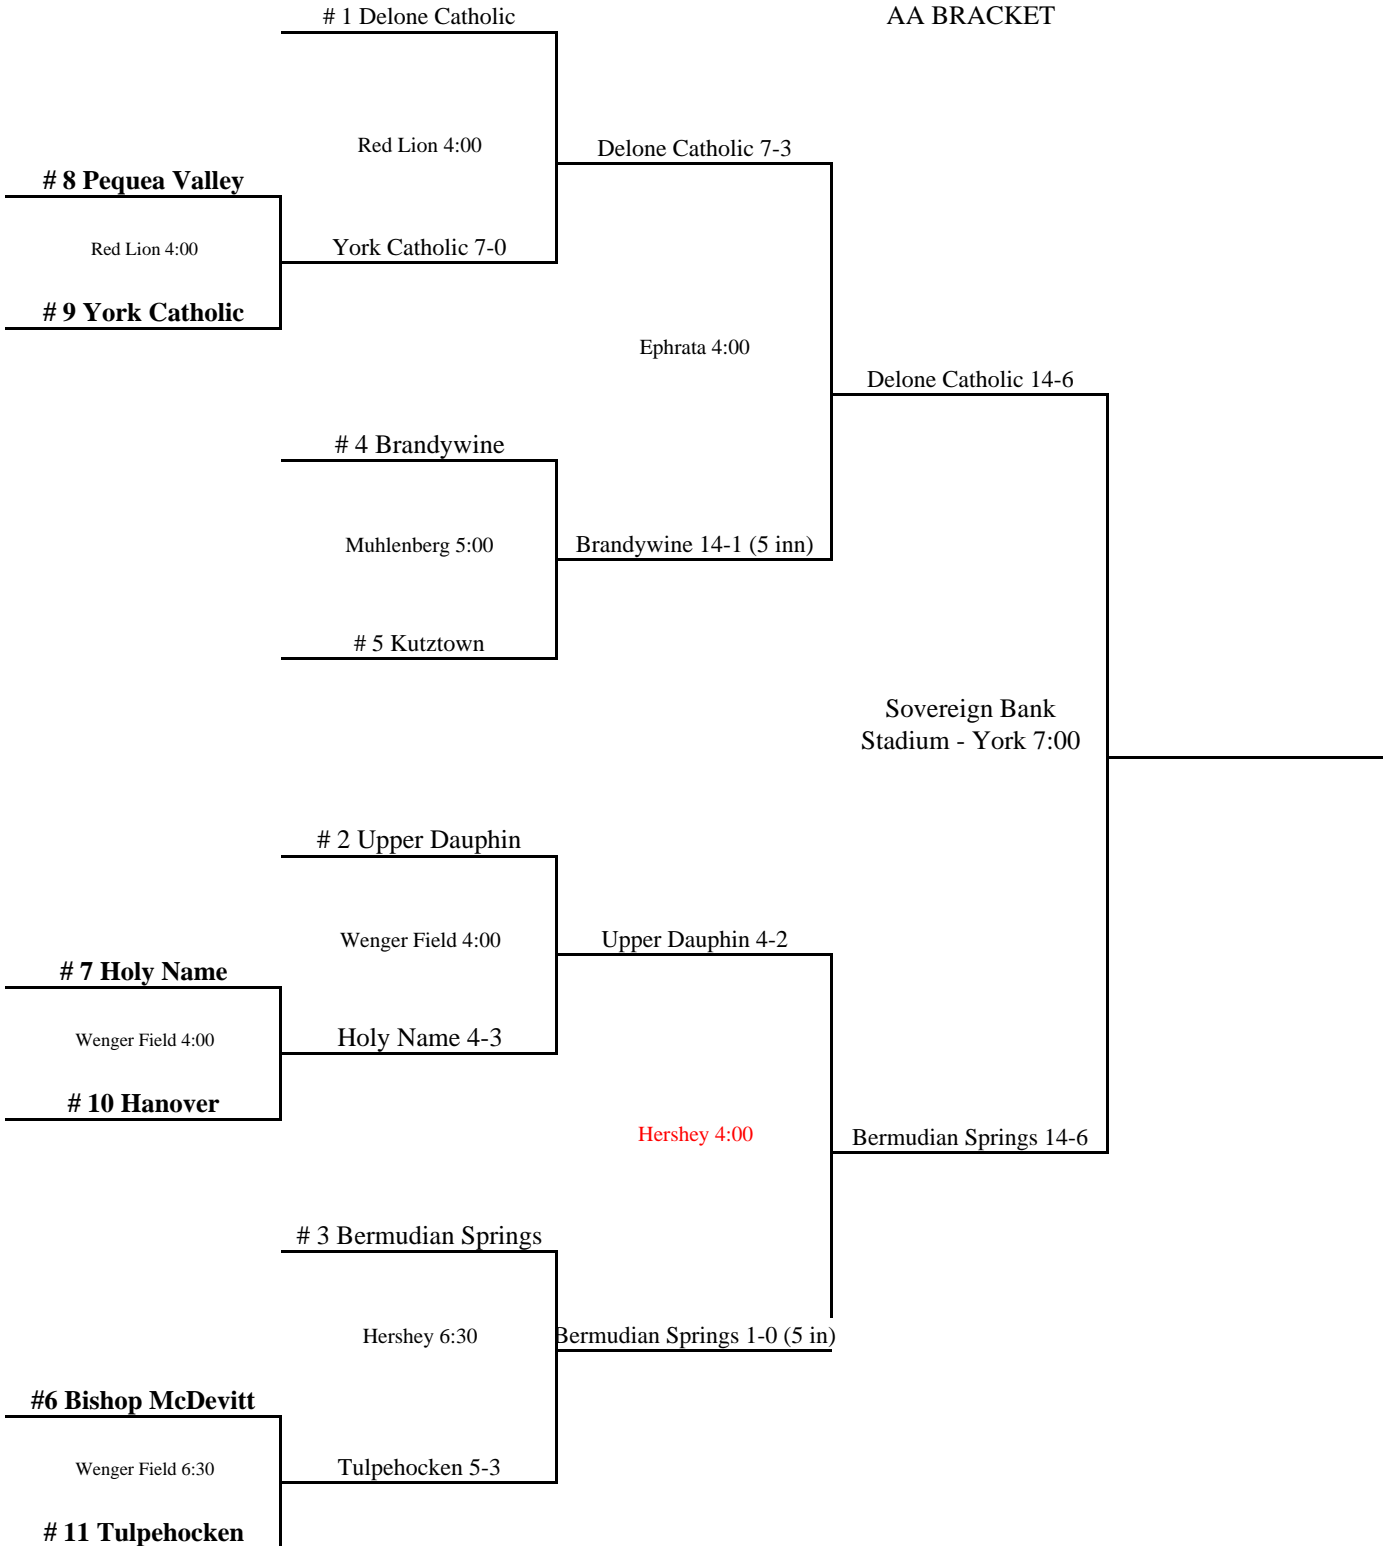 # 1 Delone Catholic
AA BRACKET
Red Lion 4:00
Delone Catholic 7-3
# 8 Pequea Valley
Red Lion 4:00
York Catholic 7-0
# 9 York Catholic
Ephrata 4:00
Delone Catholic 14-6
# 4 Brandywine
Muhlenberg 5:00
Brandywine 14-1 (5 inn)
# 5 Kutztown
Sovereign Bank
Stadium - York 7:00
# 2 Upper Dauphin
Wenger Field 4:00
Upper Dauphin 4-2
# 7 Holy Name
Wenger Field 4:00
Holy Name 4-3
# 10 Hanover
Hershey 4:00
Bermudian Springs 14-6
# 3 Bermudian Springs
Hershey 6:30
Bermudian Springs 1-0 (5 in)
#6 Bishop McDevitt
Wenger Field 6:30
Tulpehocken 5-3
# 11 Tulpehocken